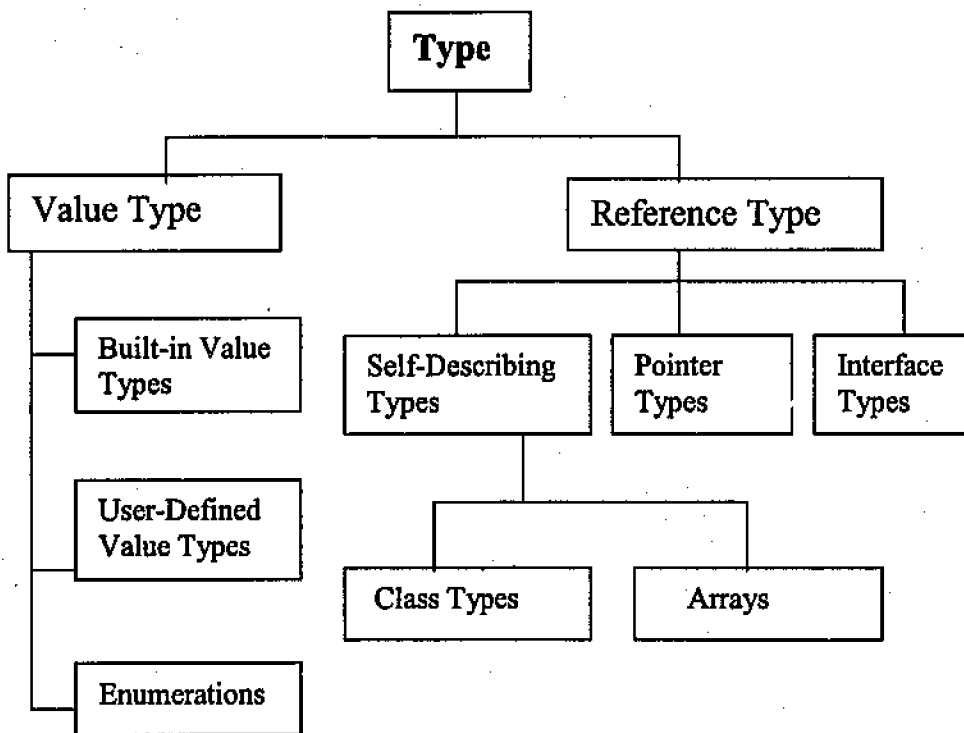 Type
Value Type
Reference Type
Built-in Value
Types
Self-Describing
Types
Pointer
Types
Interface
Types
User-Defined
Value Types
Class Types
Arrays
Enumerations